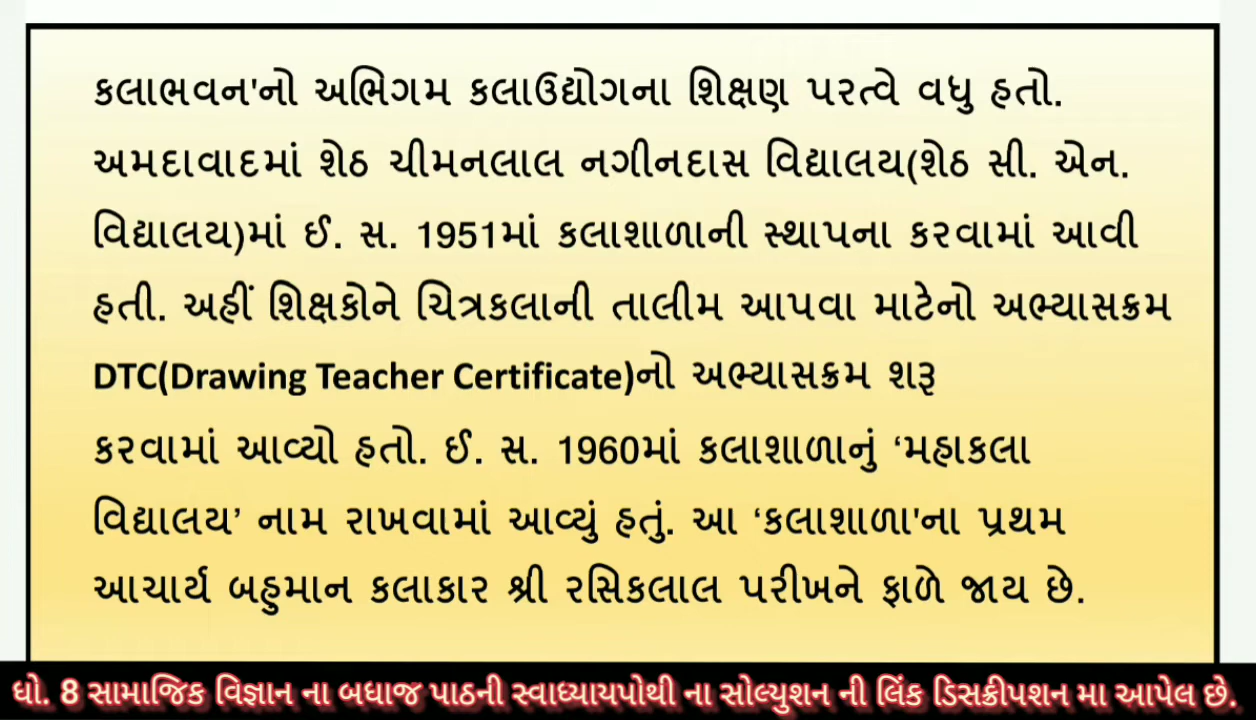 કલાભવન'નો અભિગમ કલાઉદ્યોગના શિક્ષણ પરત્વે વધુ હતો.
અમદાવાદમાં શેઠ ચીમનલાલ નગીનદાસ વિદ્યાલય(શેઠ સી. એન.
વિદ્યાલય)માં ઈ. સ. 1951માં કલાશાળાની સ્થાપના કરવામાં આવી
હતી. અહીં શિક્ષકોને ચિત્રકલાની તાલીમ આપવા માટેનો અભ્યાસક્રમ
DTC(Drawing Teacher Certificate)નો અભ્યાસક્રમ શરૂ
કરવામાં આવ્યો હતો. ઈ. સ. 1960માં કલાશાળાનું ‘મહાકલા
વિદ્યાલય’ નામ રાખવામાં આવ્યું હતું. આ ‘કલાશાળા'ના પ્રથમ
આચાર્ય બહુમાન કલાકાર શ્રી રસિકલાલ પરીખને ફાળે જાય છે.
ધો. 8 સામાજિક વિજ્ઞાન ના બધાજ પાઠની સ્વાધ્યાયપોથી ના સોલ્યુશન ની લિંક ડિસક્રીપશન મા આપેલ છે.